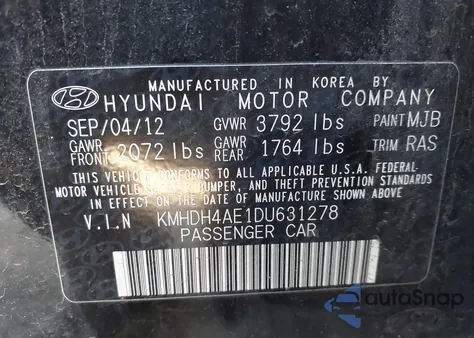 MANUFACTURED IN KOREA BY
HYUNDAI MOTOR COMPANY
SEP/04/12 GVWR 3792 lbs PAINT MJB
GAWR FRONT 2072 lbs GAWR REAR 1764 lbs TRIM RAS
THIS VEHICLE CONFORMS TO ALL APPLICABLE U.S.A. FEDERAL
MOTOR VEHICLE SAFETY, BUMPER, AND THEFT PREVENTION STANDARDS
IN EFFECT ON THE DATE OF MANUFACTURE SHOWN ABOVE.
V.I.N KMHDH4AE1DU631278
PASSENGER CAR
autoSnap